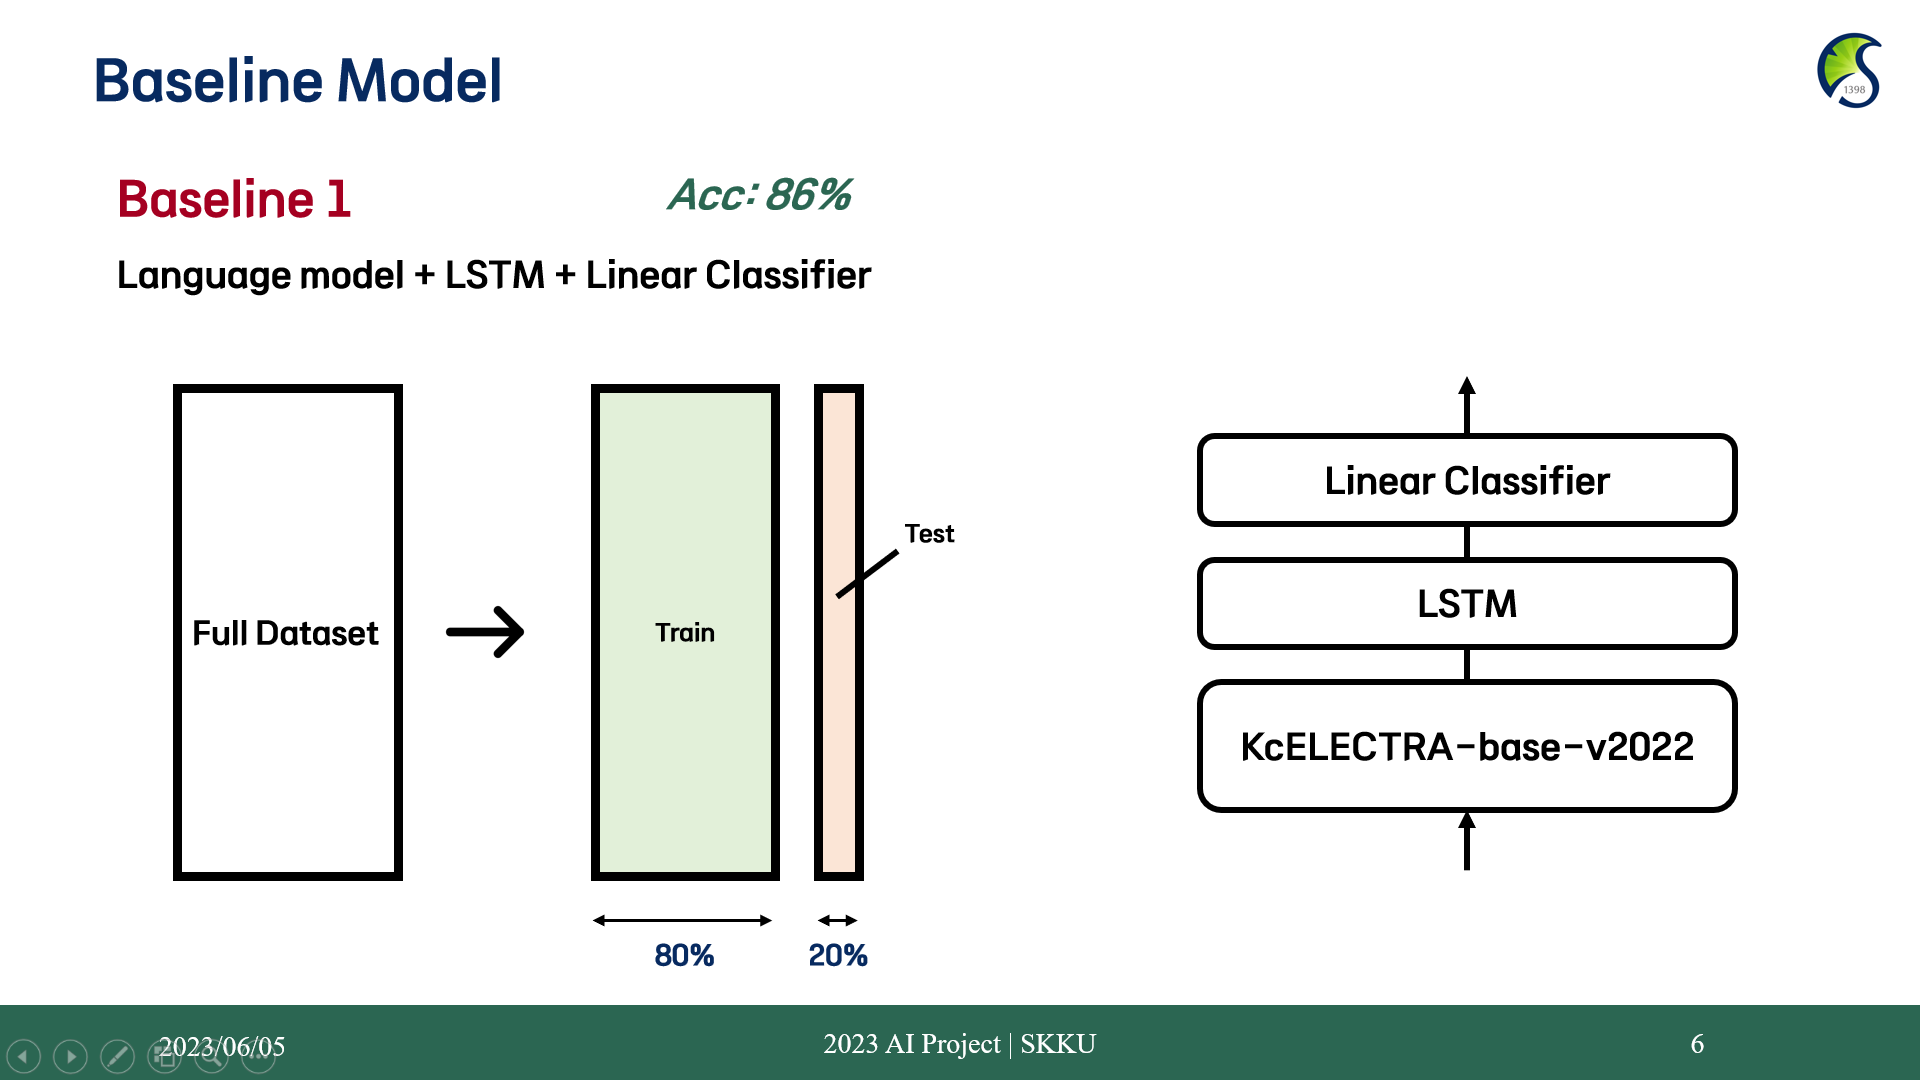 Baseline Model
1398
Baseline 1
Acc: 86%
Language model + LSTM + Linear Classifier
Full Dataset
Train
Test
80%
20%
Linear Classifier
LSTM
KcELECTRA-base-v2022
2023/06/05
2023 AI Project | SKKU
6